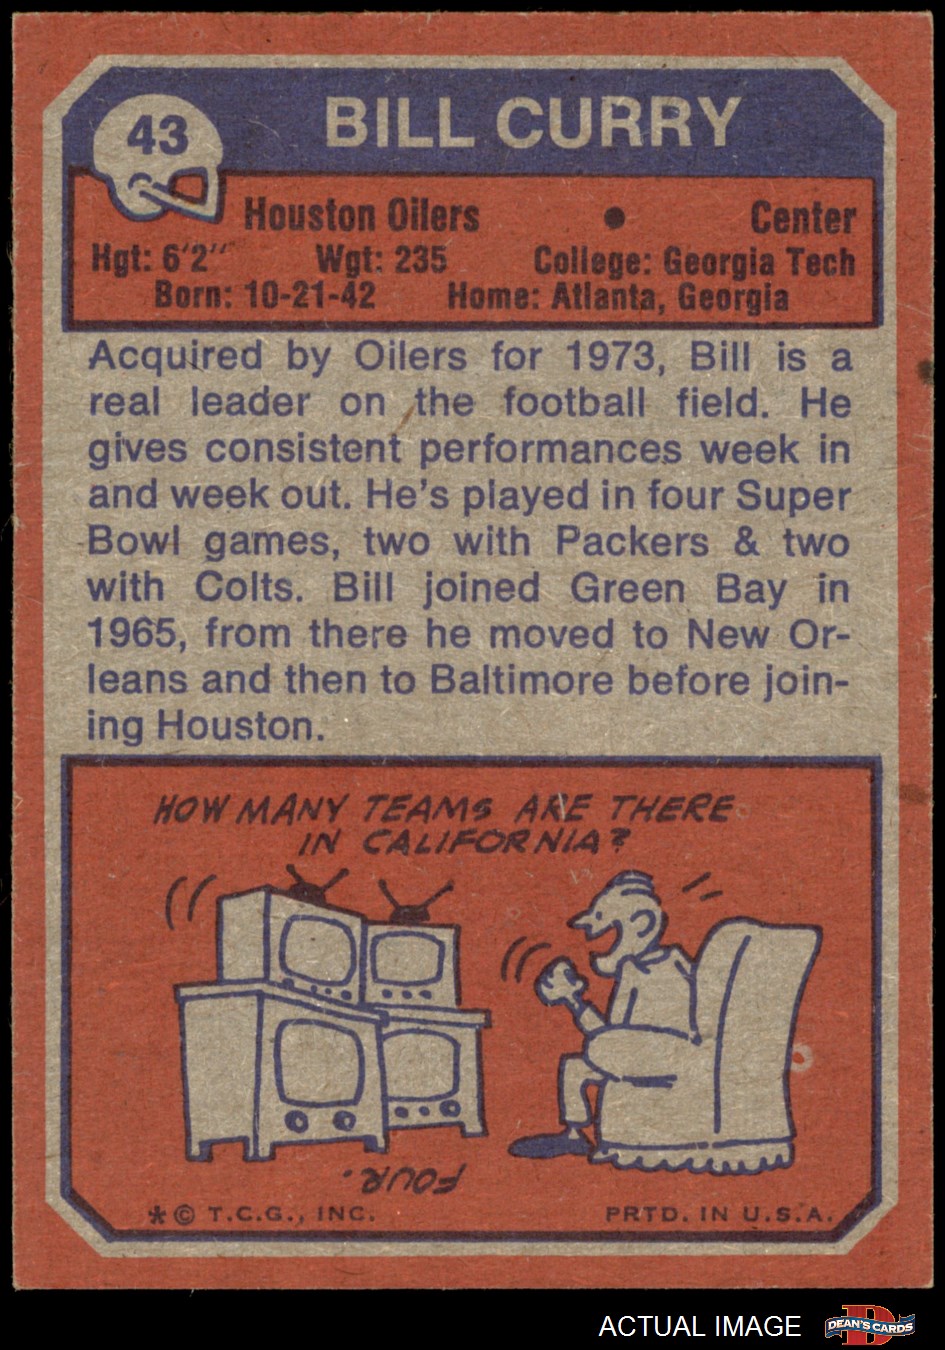 43
BILL CURRY
Houston Oilers • Center
Hgt: 6'2" Wgt: 235 College: Georgia Tech
Born: 10-21-42 Home: Atlanta, Georgia
Acquired by Oilers for 1973, Bill is a
real leader on the football field. He
gives consistent performances week in
and week out. He's played in four Super
Bowl games, two with Packers & two
with Colts. Bill joined Green Bay in
1965, from there he moved to New Or-
leans and then to Baltimore before join-
ing Houston.
HOW MANY TEAMS ARE THERE
IN CALIFORNIA?
FOUR.
* © T.C.G., INC. PRTD. IN U.S.A.
ACTUAL IMAGE
D
DEAN'S CARDS